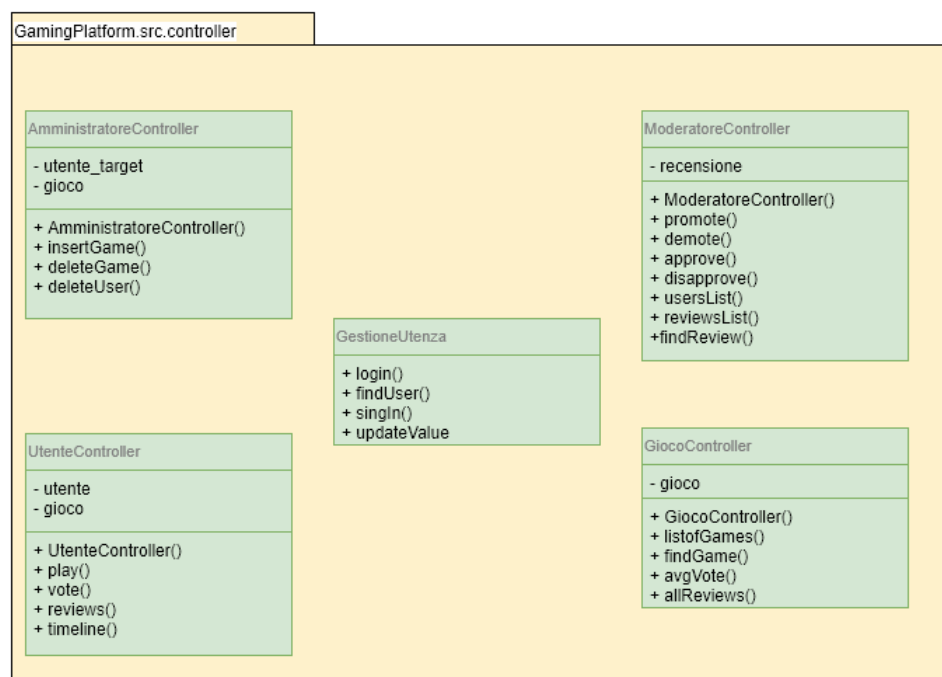 GamingPlatform.src.controller
AmministratoreController
- utente_target
- gioco
+ AmministratoreController()
+ insertGame()
+ deleteGame()
+ deleteUser()
ModeratoreController
- recensione
+ ModeratoreController()
+ promote()
+ demote()
+ approve()
+ disapprove()
+ usersList()
+ reviewsList()
+findReview()
GestioneUtenza
+ login()
+ findUser()
+ singIn()
+ updateValue
UtenteController
- utente
- gioco
+ UtenteController()
+ play()
+ vote()
+ reviews()
+ timeline()
GiocoController
- gioco
+ GiocoController()
+ listofGames()
+ findGame()
+ avgVote()
+ allReviews()